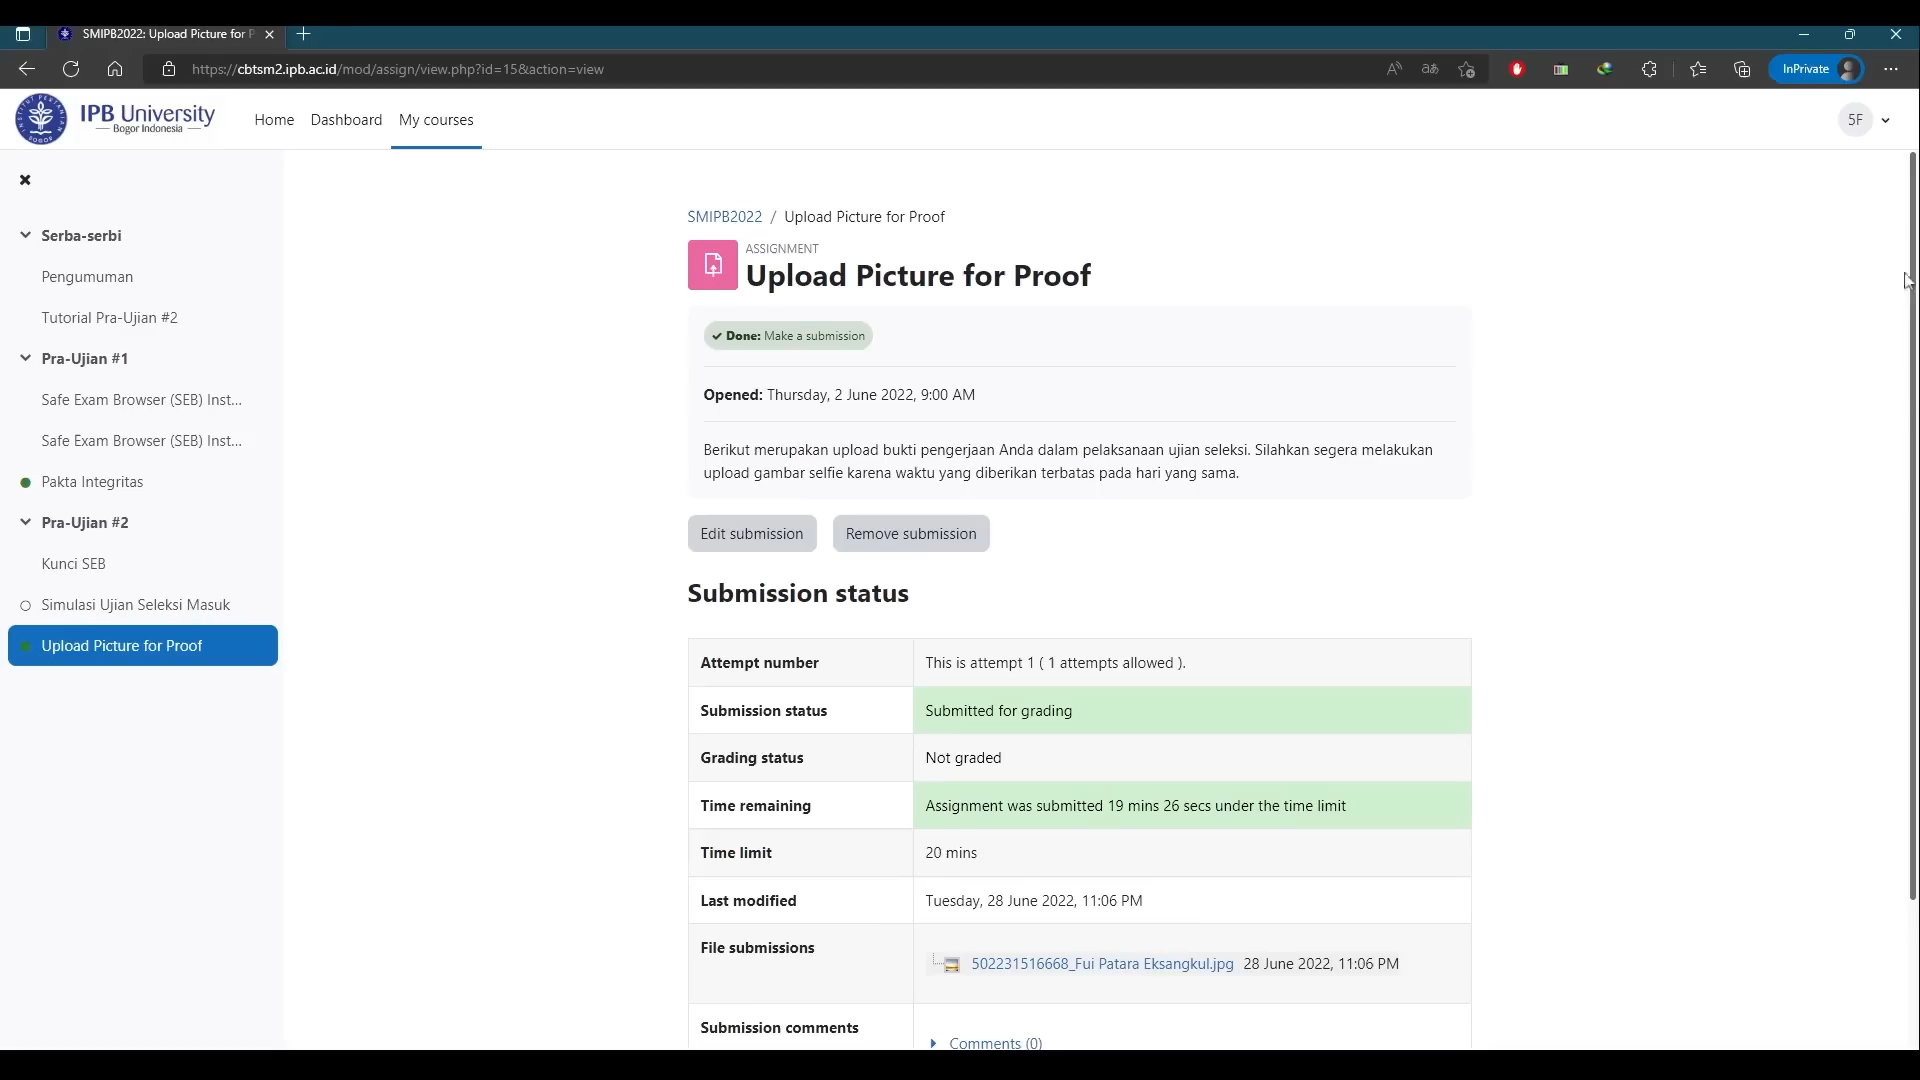 SMIPB2022: Upload Picture for P
https://cbtsm2.ipb.ac.id/mod/assign/view.php?id=15&action=view
InPrivate
IPB University
Bogor Indonesia
Home
Dashboard
My courses
5F
Serba-serbi
Pengumuman
Tutorial Pra-Ujian #2
Pra-Ujian #1
Safe Exam Browser (SEB) Inst...
Safe Exam Browser (SEB) Inst...
Pakta Integritas
Pra-Ujian #2
Kunci SEB
Simulasi Ujian Seleksi Masuk
Upload Picture for Proof
SMIPB2022 / Upload Picture for Proof
ASSIGNMENT
Upload Picture for Proof
Done: Make a submission
Opened: Thursday, 2 June 2022, 9:00 AM
Berikut merupakan upload bukti pengerjaan Anda dalam pelaksanaan ujian seleksi. Silahkan segera melakukan
upload gambar selfie karena waktu yang diberikan terbatas pada hari yang sama.
Edit submission
Remove submission
Submission status
Attempt number This is attempt 1 ( 1 attempts allowed ).
Submission status Submitted for grading
Grading status Not graded
Time remaining Assignment was submitted 19 mins 26 secs under the time limit
Time limit 20 mins
Last modified Tuesday, 28 June 2022, 11:06 PM
File submissions 502231516668_Fui Patara Eksangkul.jpg 28 June 2022, 11:06 PM
Submission comments
Comments (0)